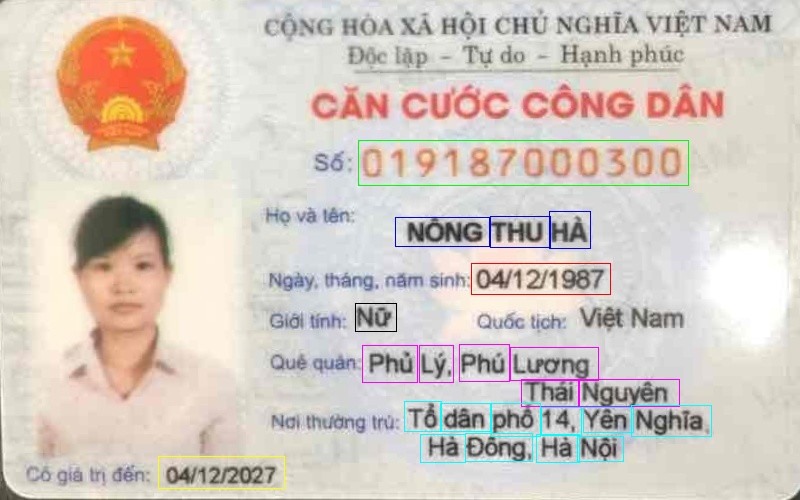 CỘNG HÒA XÃ HỘI CHỦ NGHĨA VIỆT NAM
Độc lập - Tự do - Hạnh phúc
CĂN CƯỚC CÔNG DÂN
Số: 019187000300
Họ và tên: NÔNG THU HÀ
Ngày, tháng, năm sinh: 04/12/1987
Giới tính: Nữ Quốc tịch: Việt Nam
Quê quán: Phủ Lý, Phú Lương
Thái Nguyên
Nơi thường trú: Tổ dân phố 14, Yên Nghĩa,
Hà Đông, Hà Nội
Có giá trị đến: 04/12/2027